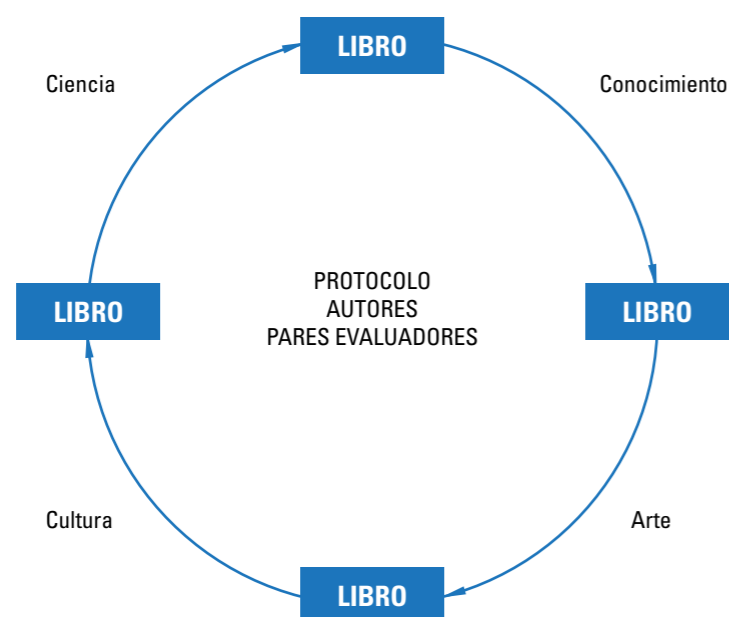 LIBRO
Ciencia
Conocimiento
PROTOCOLO
AUTORES
PARES EVALUADORES
LIBRO
LIBRO
Cultura
Arte
LIBRO